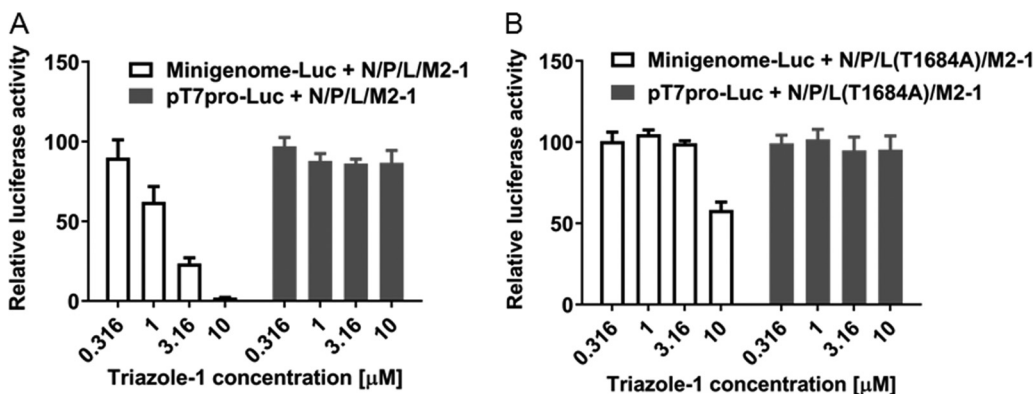 A
Relative luciferase activity
150
100
50
0
Minigenome-Luc + N/P/L/M2-1
pT7pro-Luc + N/P/L/M2-1
0.316
1
3.16
10
0.316
1
3.16
10
Triazole-1 concentration [μM]
B
Relative luciferase activity
150
100
50
0
Minigenome-Luc + N/P/L(T1684A)/M2-1
pT7pro-Luc + N/P/L(T1684A)/M2-1
0.316
1
3.16
10
0.316
1
3.16
10
Triazole-1 concentration [μM]